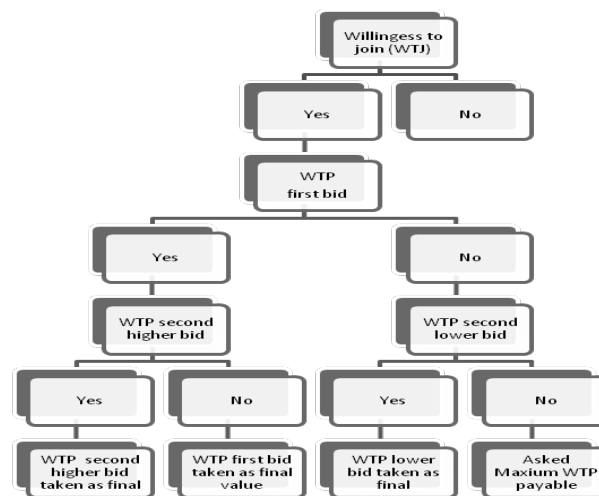 Willingess to
join (WTJ)
Yes
No
WTP
first bid
Yes
No
WTP second
higher bid
WTP second
lower bid
Yes
No
Yes
No
WTP second
higher bid
taken as final
WTP first bid
taken as final
value
WTP lower
bid taken as
final
Asked
Maxium WTP
payable